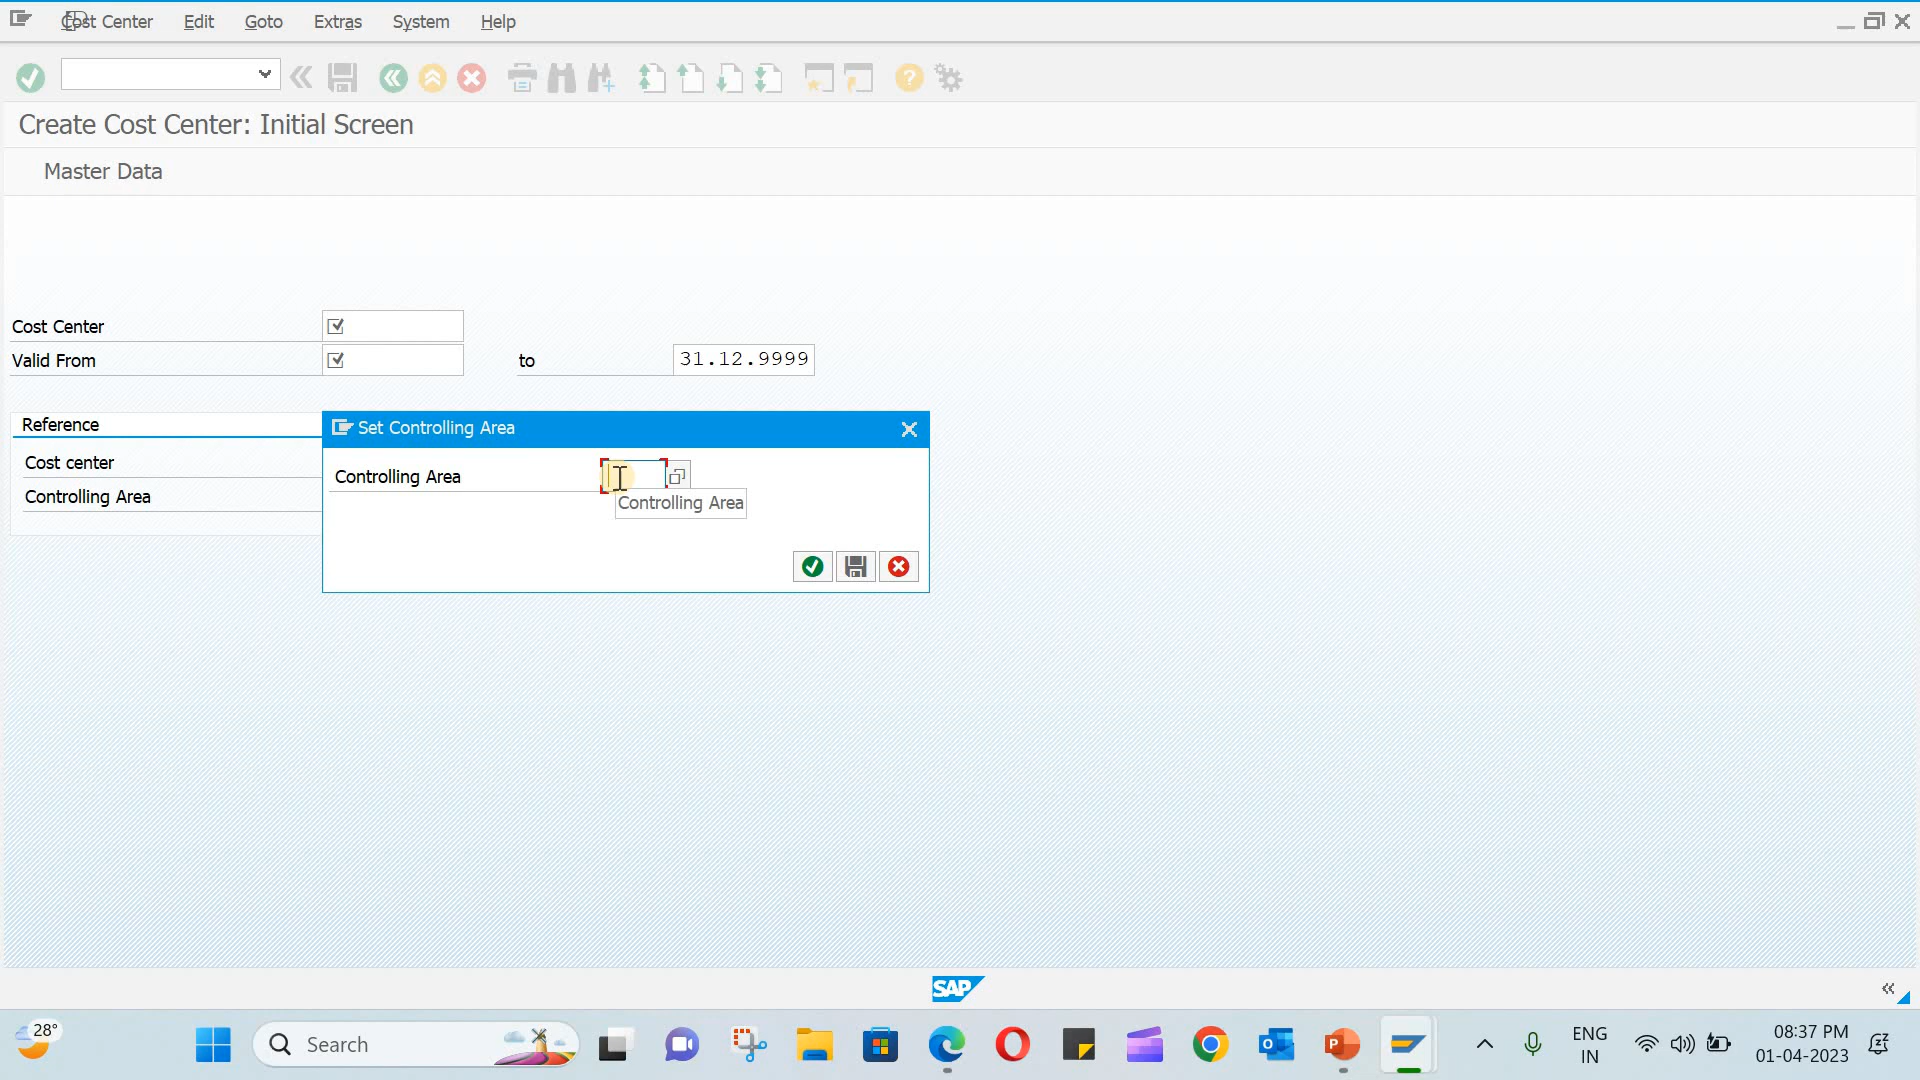 Cost Center Edit Goto Extras System Help
Create Cost Center: Initial Screen
Master Data
Cost Center
Valid From to 31.12.9999
Reference
Cost center
Controlling Area
Set Controlling Area
Controlling Area
Controlling Area
SAP
28°
Search
ENG
IN
08:37 PM
01-04-2023